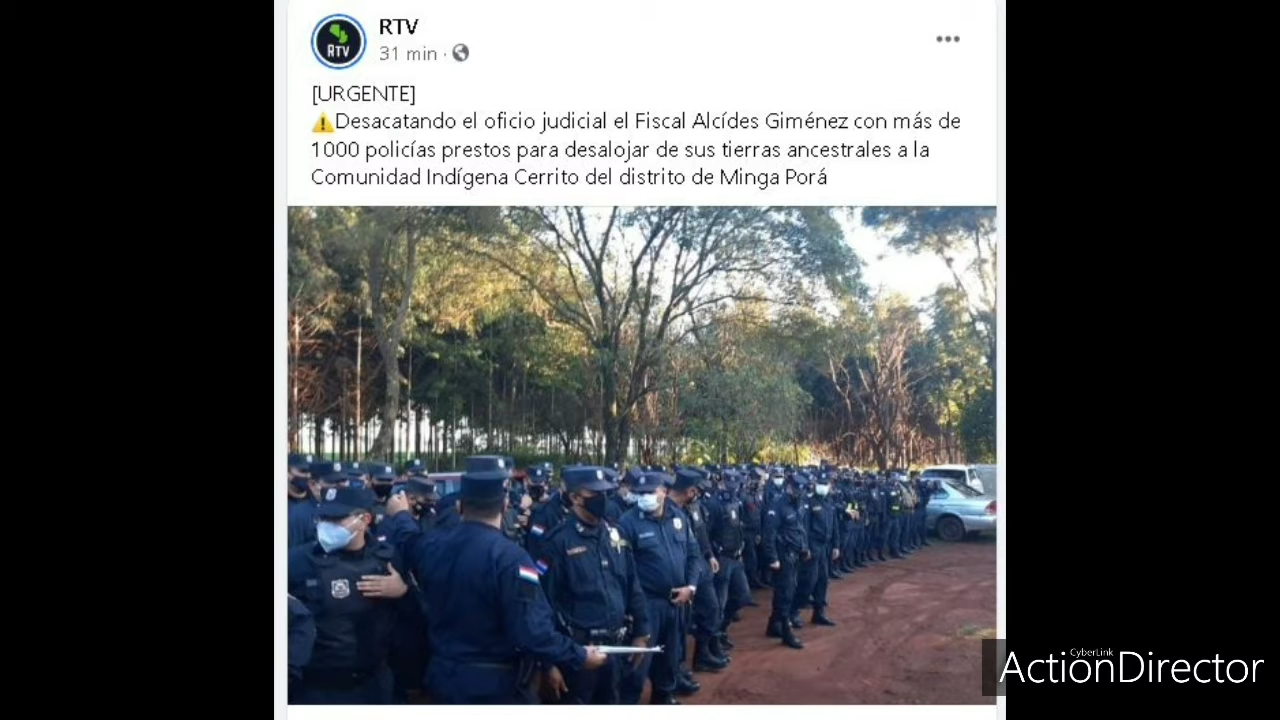 RTV
RTV
31 min ·
[URGENTE]
⚠️Desacatando el oficio judicial el Fiscal Alcídes Giménez con más de
1000 policías prestos para desalojar de sus tierras ancestrales a la
Comunidad Indígena Cerrito del distrito de Minga Porá
CyberLink
ActionDirector